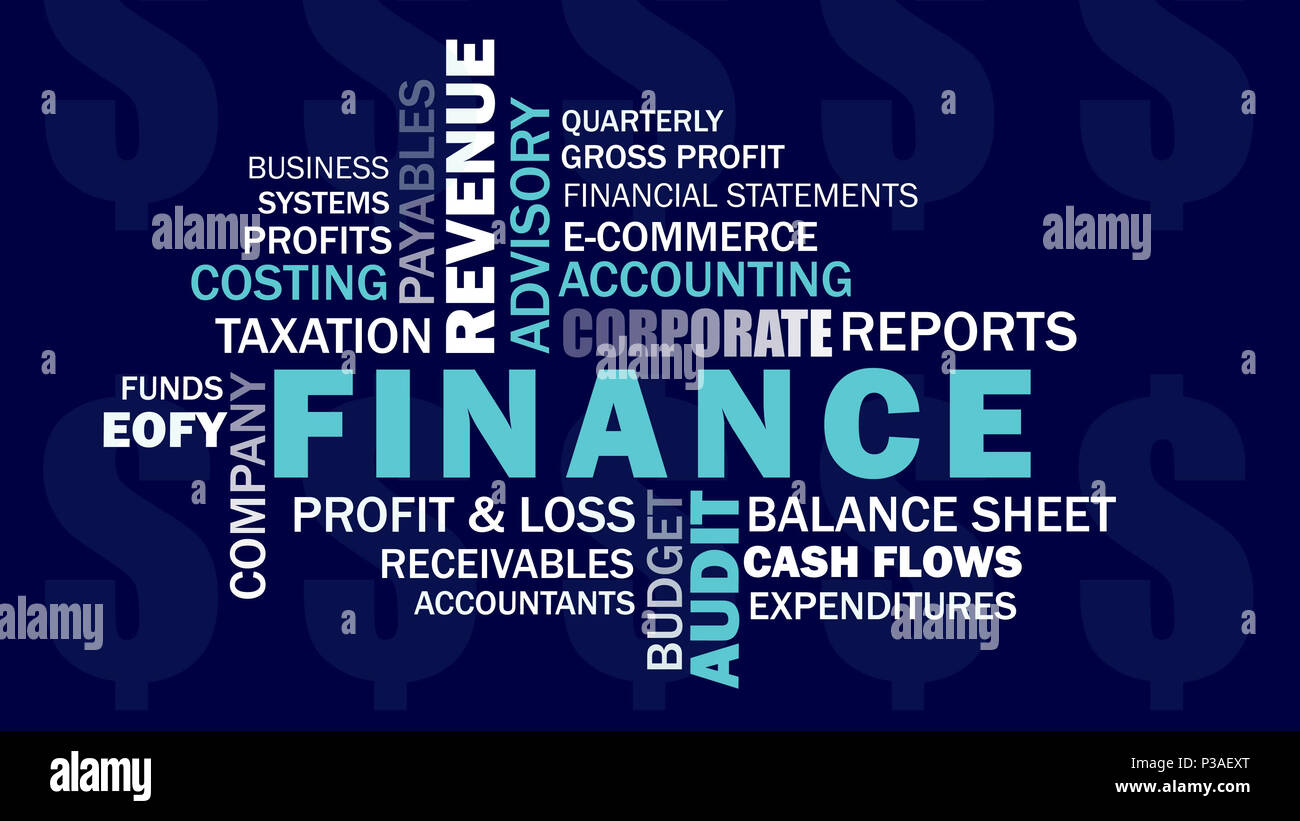 REVENUE
PAYABLES
ADVISORY
QUARTERLY
GROSS PROFIT
BUSINESS
SYSTEMS
FINANCIAL STATEMENTS
PROFITS
E-COMMERCE
COSTING
ACCOUNTING
TAXATION
CORPORATE
REPORTS
FUNDS
EOFY
COMPANY
FINANCE
PROFIT & LOSS
BUDGET
AUDIT
BALANCE SHEET
RECEIVABLES
CASH FLOWS
ACCOUNTANTS
EXPENDITURES
a
a
a
a
alamy
alamy
alamy
a
a
alamy
alamy
a
a
alamy
Image ID: P3AEXT
www.alamy.com